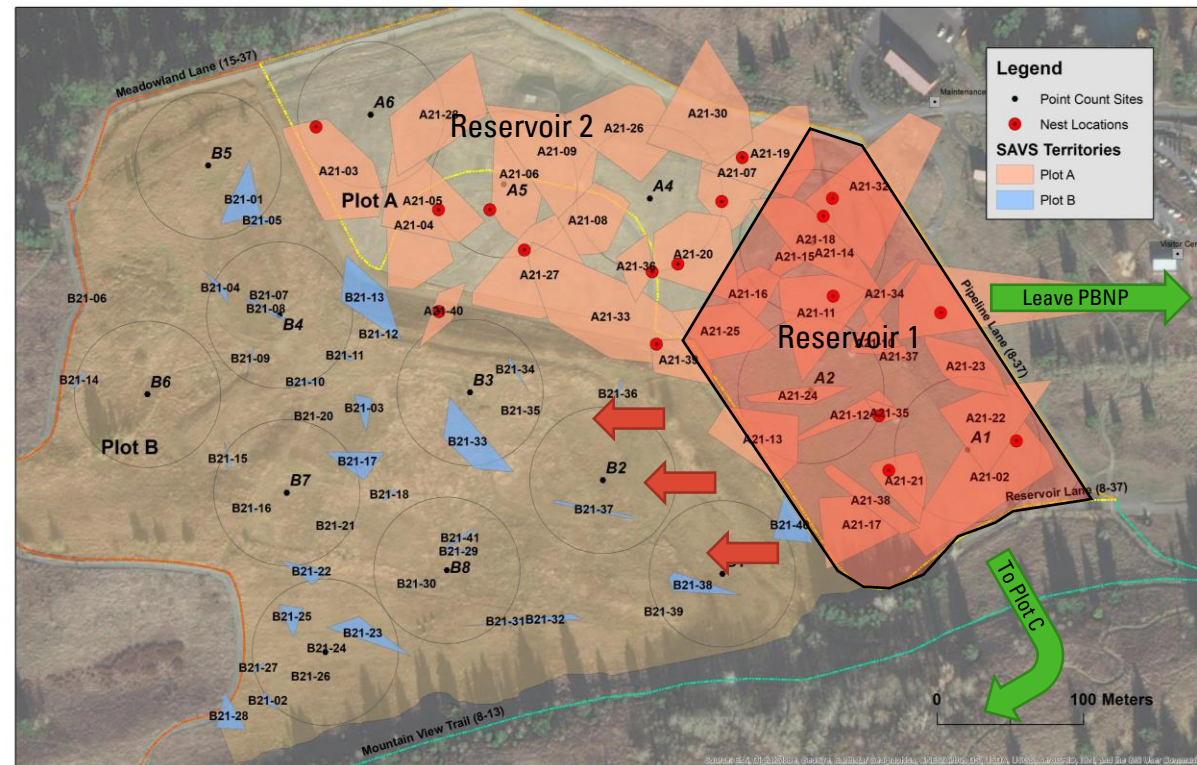 Meadowland Lane (15-37)
Maintenance
Legend
Point Count Sites
Nest Locations
SAVS Territories
Plot A
Plot B
A6
A21-28
Reservoir 2
A21-26
A21-30
A21-09
A21-19
B5
A21-03
A21-06
A5
A21-07
A21-32
B21-01
Plot A
A21-05
A4
B21-05
A21-04
A21-08
A21-18
A21-15
A21-14
Visitor Cen
A21-36
A21-20
A21-27
B21-04
B21-07
B21-06
B21-13
A21-16
A21-34
Pipeline Lane (8-37)
Leave PBNP
B21-08
B4
A21-40
A21-11
A21-33
B21-12
A21-25
Reservoir 1
B21-11
B21-09
A21-39
A21-37
B21-14
B6
B21-10
B3
B21-34
A21-23
A2
B21-36
A21-24
B21-03
B21-20
B21-35
A21-12
A21-35
A21-22
B21-33
A21-13
A1
Plot B
B21-15
B21-17
B2
A21-02
A21-21
B7
B21-18
Reservoir Lane (8-37)
A21-38
B21-16
B21-37
B21-21
B21-40
A21-17
B21-41
B21-29
B21-22
B8
B21-30
To Plot C
B21-38
B21-25
B21-39
B21-31
B21-32
B21-23
B21-24
B21-27
B21-26
B21-02
B21-28
0
100 Meters
Mountain View Trail (8-13)